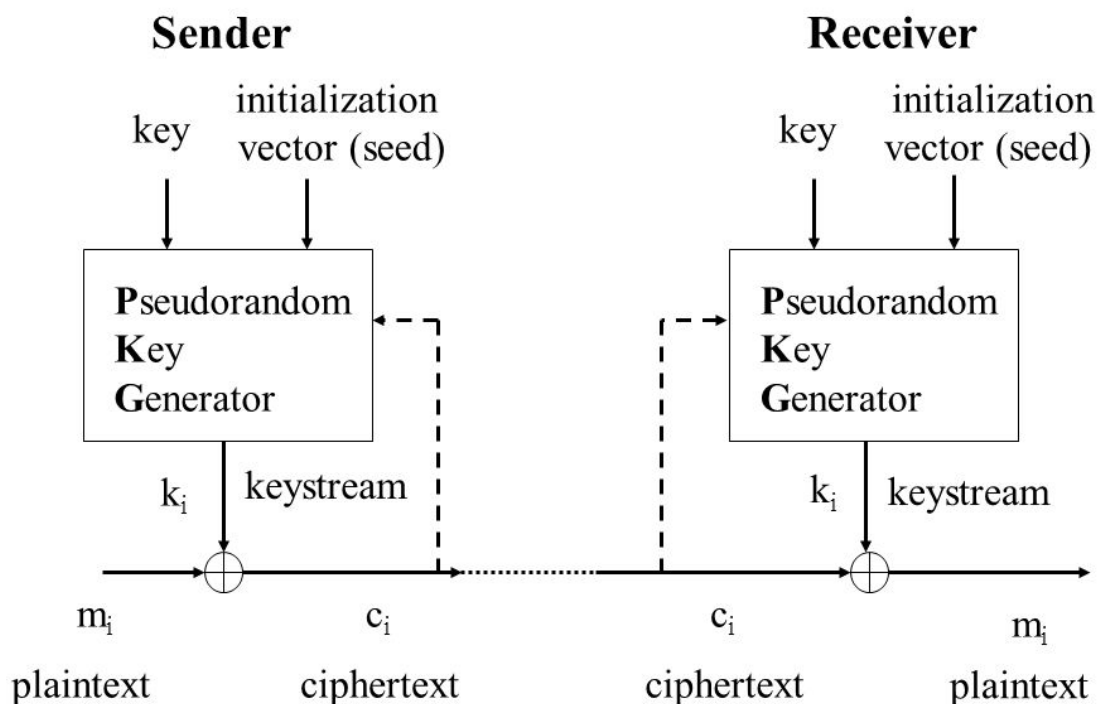 Sender
Receiver
key
initialization
vector (seed)
key
initialization
vector (seed)
Pseudorandom
Key
Generator
Pseudorandom
Key
Generator
ki
keystream
ki
keystream
mi
ci
ci
mi
plaintext
ciphertext
ciphertext
plaintext